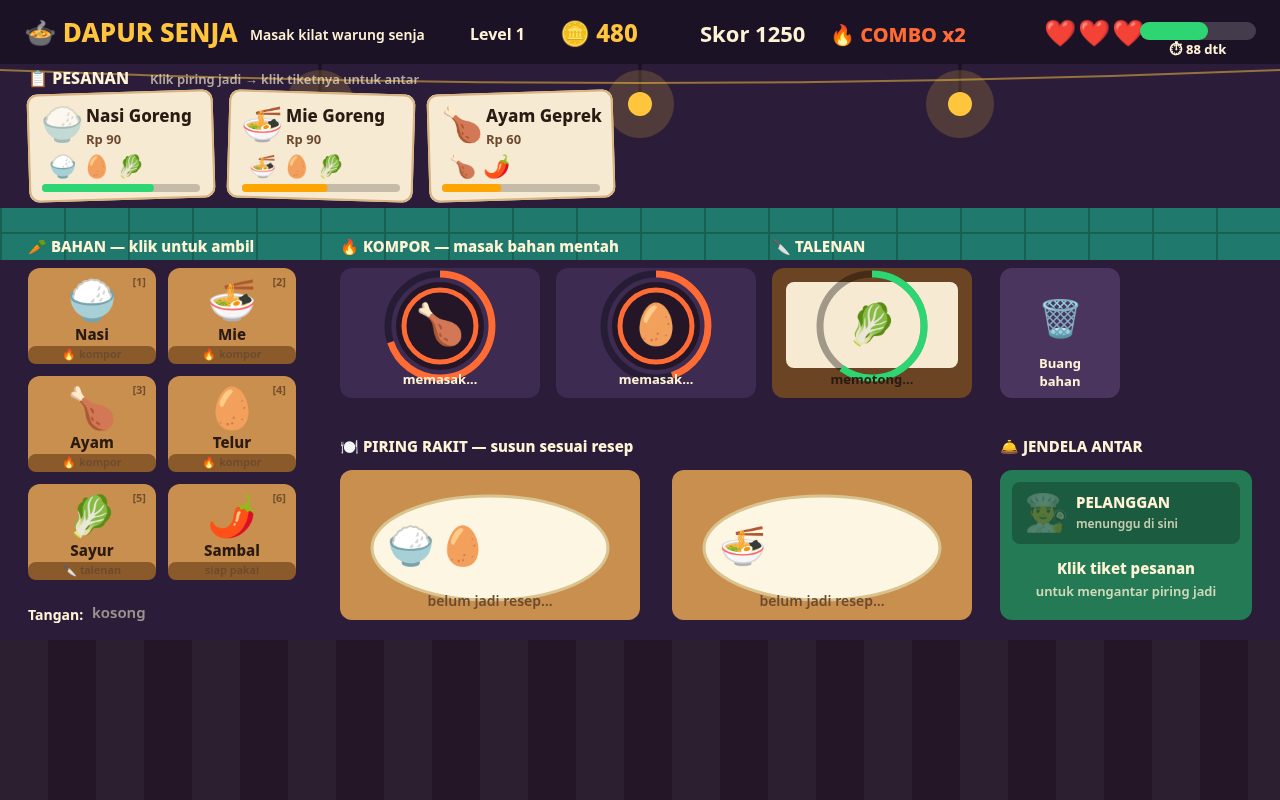 DAPUR SENJA Masak kilat warung senja Level 1 480 Skor 1250 COMBO x2
88 dtk
PESANAN Klik piring jadi → klik tiketnya untuk antar
Nasi Goreng
Rp 90
Mie Goreng
Rp 90
Ayam Geprek
Rp 60
BAHAN — klik untuk ambil
KOMPOR — masak bahan mentah
TALENAN
[1]
Nasi
kompor
[2]
Mie
kompor
[3]
Ayam
kompor
[4]
Telur
kompor
[5]
Sayur
talenan
[6]
Sambal
siap pakai
Tangan: kosong
memasak...
memasak...
memotong...
Buang
bahan
PIRING RAKIT — susun sesuai resep
belum jadi resep...
belum jadi resep...
JENDELA ANTAR
PELANGGAN
menunggu di sini
Klik tiket pesanan
untuk mengantar piring jadi